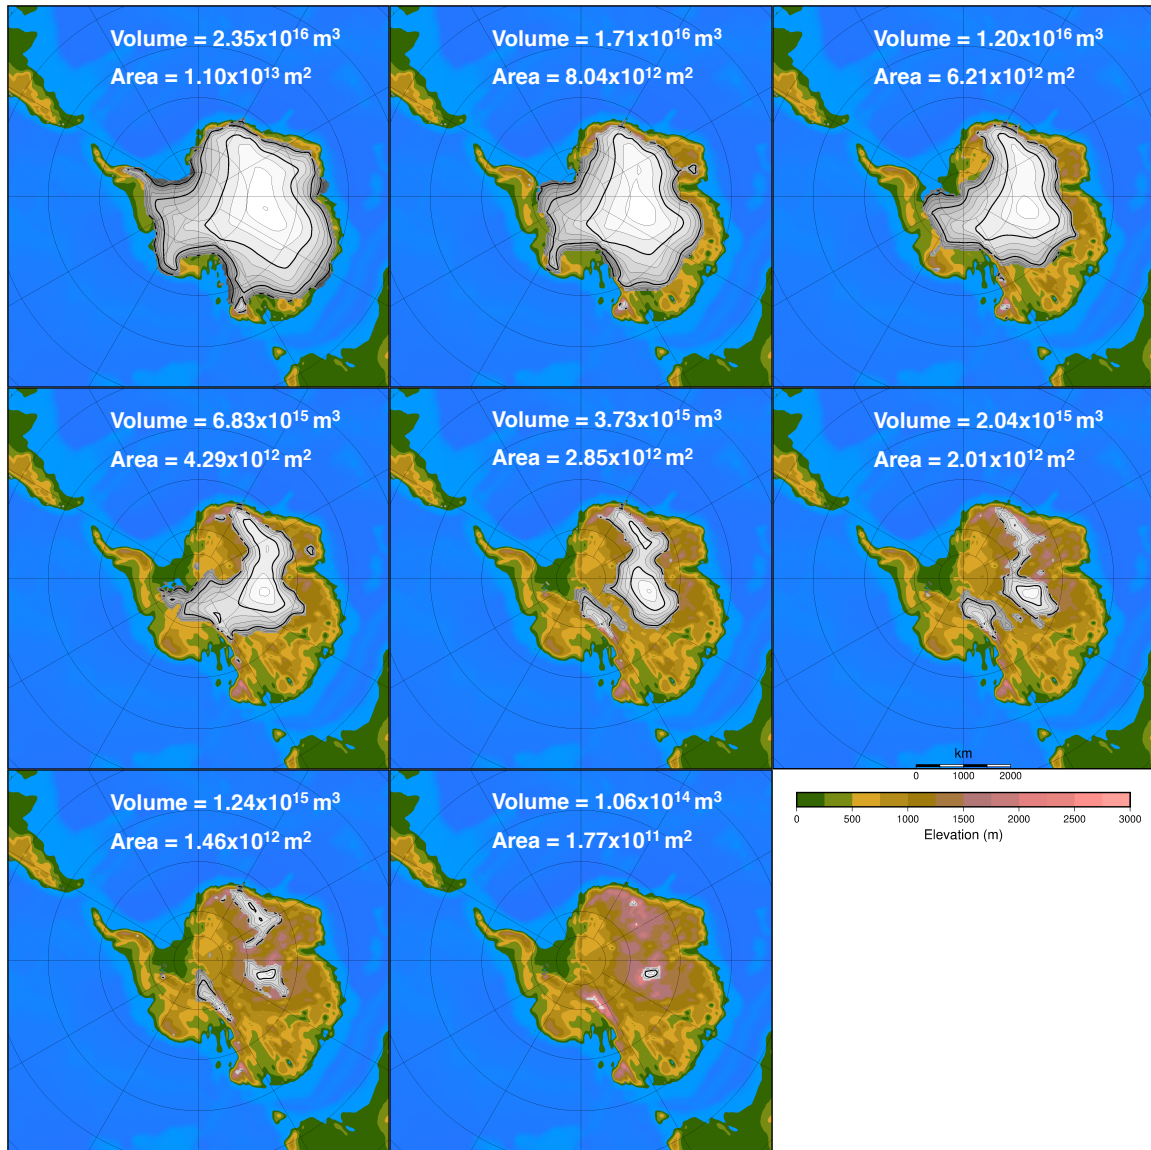 Volume = 2.35x10¹⁶ m³
Area = 1.10x10¹³ m²
Volume = 1.71x10¹⁶ m³
Area = 8.04x10¹² m²
Volume = 1.20x10¹⁶ m³
Area = 6.21x10¹² m²
Volume = 6.83x10¹⁵ m³
Area = 4.29x10¹² m²
Volume = 3.73x10¹⁵ m³
Area = 2.85x10¹² m²
Volume = 2.04x10¹⁵ m³
Area = 2.01x10¹² m²
km
0 1000 2000
Volume = 1.24x10¹⁵ m³
Area = 1.46x10¹² m²
Volume = 1.06x10¹⁴ m³
Area = 1.77x10¹¹ m²
0 500 1000 1500 2000 2500 3000
Elevation (m)